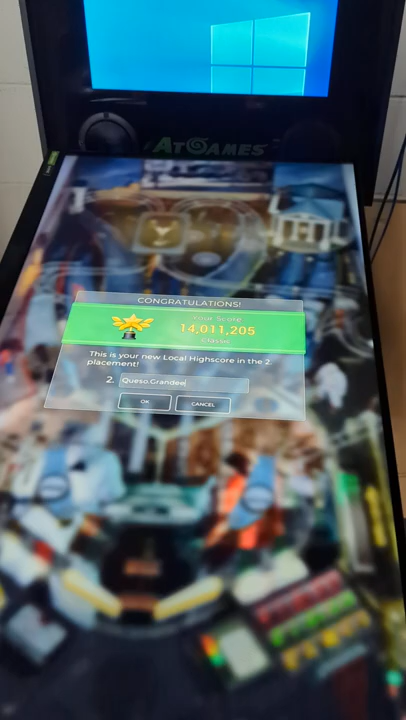 ATGAMES
CONGRATULATIONS!
Your Score
14,011,205
Classic
This is your new Local Highscore in the 2.
placement!
2. Queso.Grandee
OK CANCEL